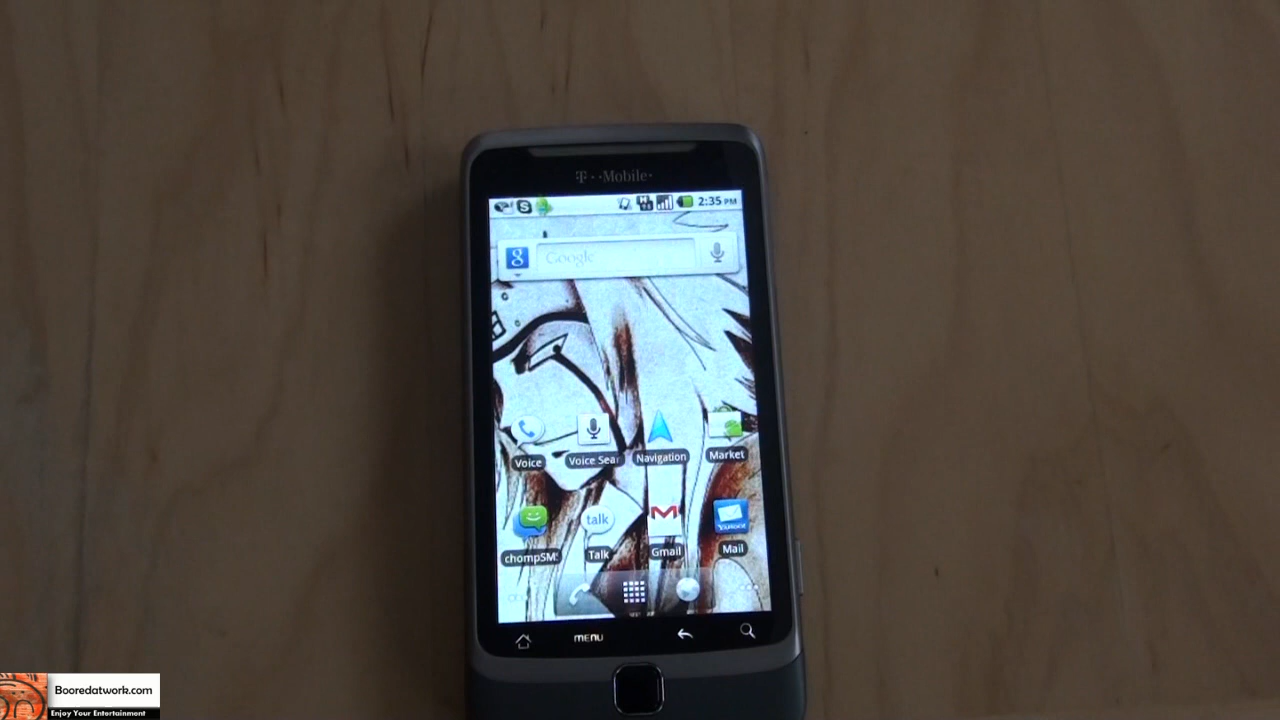 T··Mobile·
2:35 PM
g Google
Voice
Voice Sear
Navigation
Market
talk
YAHOO!
chompSMS
Talk
Gmail
Mail
MENU
Booredatwork.com
Enjoy Your Entertainment